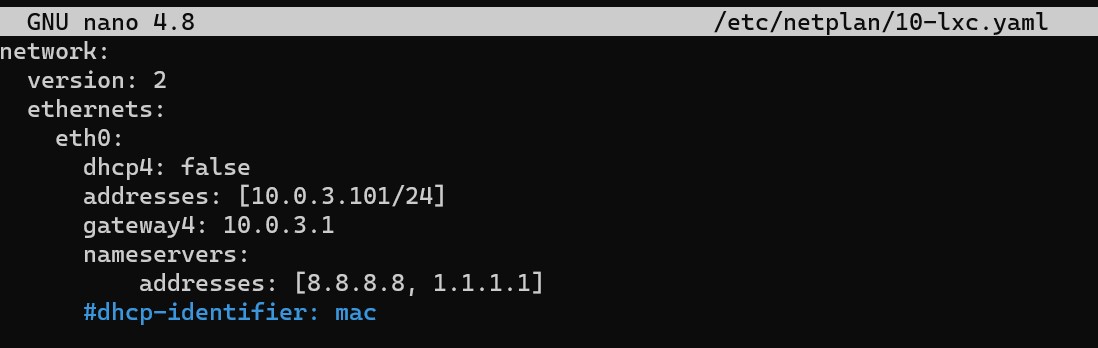 GNU nano 4.8 /etc/netplan/10-lxc.yaml
network:
  version: 2
  ethernets:
    eth0:
      dhcp4: false
      addresses: [10.0.3.101/24]
      gateway4: 10.0.3.1
      nameservers:
          addresses: [8.8.8.8, 1.1.1.1]
      #dhcp-identifier: mac